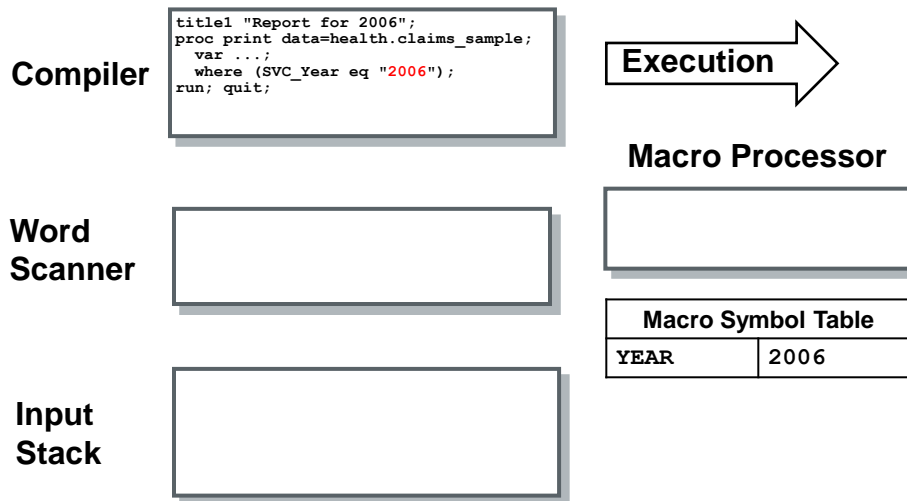 Compiler
title1 "Report for 2006";
proc print data=health.claims_sample;
  var ...;
  where (SVC_Year eq "2006");
run; quit;
Execution
Macro Processor
Word
Scanner
Macro Symbol Table
YEAR 2006
Input
Stack